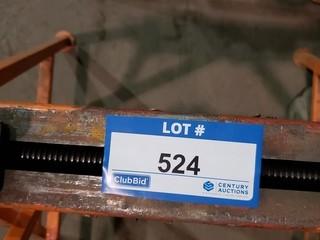 LOT #
524
ClubBid
CENTURY
AUCTIONS